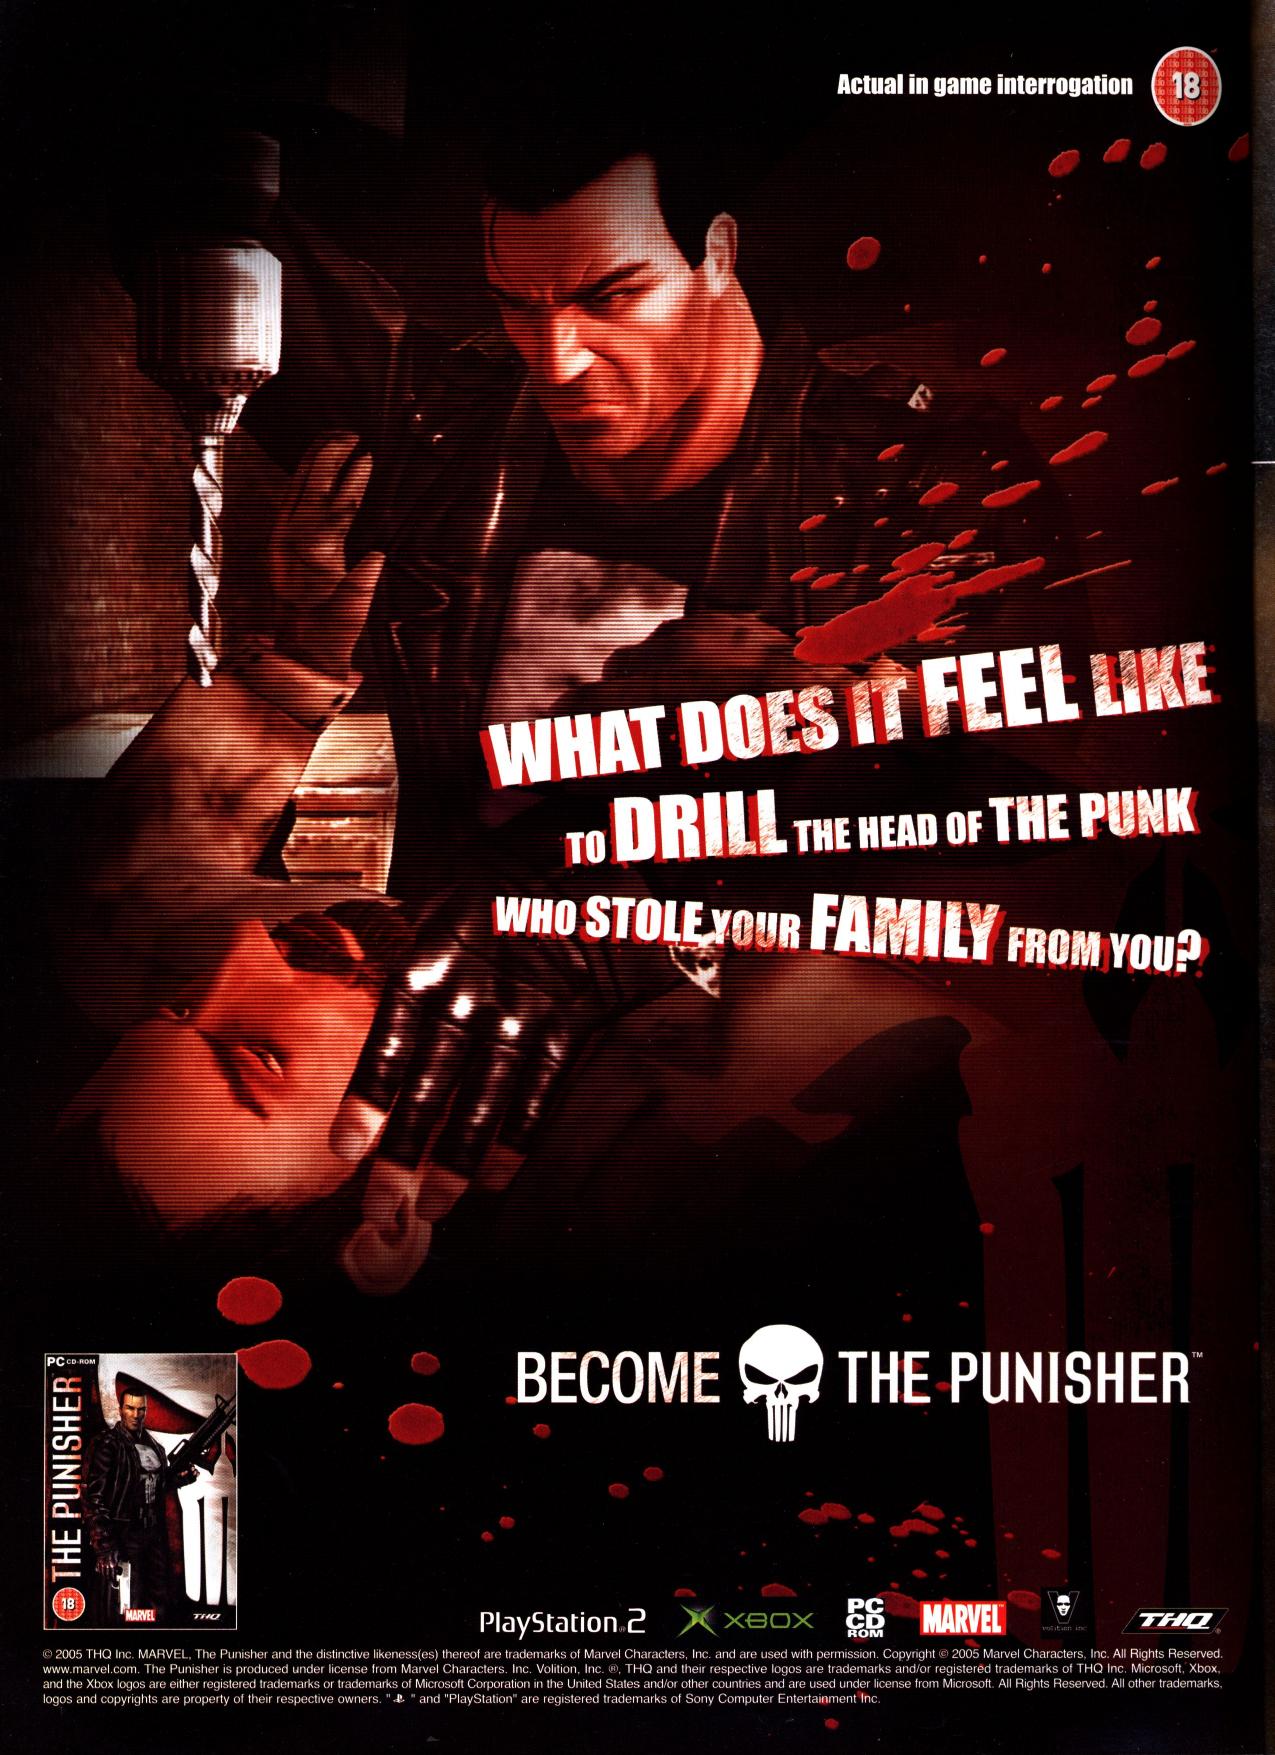 Actual in game interrogation
18
WHAT DOES IT FEEL LIKE
TO DRILL THE HEAD OF THE PUNK
WHO STOLE YOUR FAMILY FROM YOU?
BECOME THE PUNISHER™
PC CD-ROM
THE PUNISHER
18
MARVEL
THQ
PlayStation®2
XBOX
PC
CD
ROM
MARVEL™
volition inc
THQ®
© 2005 THQ Inc. MARVEL, The Punisher and the distinctive likeness(es) thereof are trademarks of Marvel Characters, Inc. and are used with permission. Copyright © 2005 Marvel Characters, Inc. All Rights Reserved.
www.marvel.com. The Punisher is produced under license from Marvel Characters. Inc. Volition, Inc. ®, THQ and their respective logos are trademarks and/or registered trademarks of THQ Inc. Microsoft, Xbox,
and the Xbox logos are either registered trademarks or trademarks of Microsoft Corporation in the United States and/or other countries and are used under license from Microsoft. All Rights Reserved. All other trademarks,
logos and copyrights are property of their respective owners. " " and "PlayStation" are registered trademarks of Sony Computer Entertainment Inc.